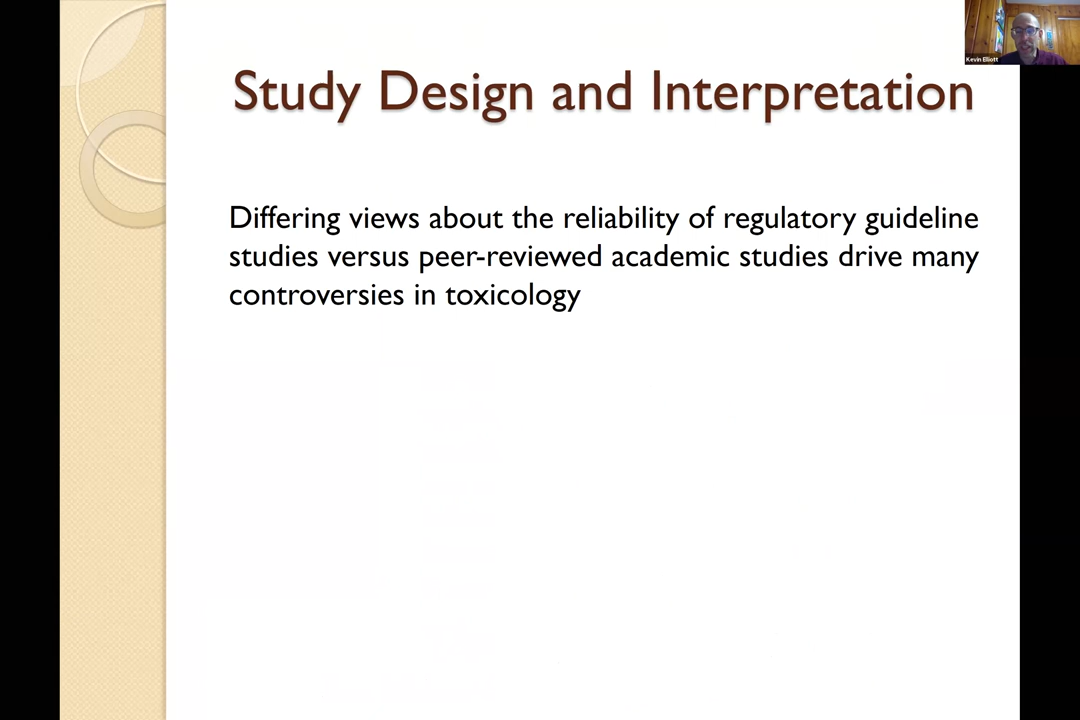 Kevin Elliott
Study Design and Interpretation
Differing views about the reliability of regulatory guideline
studies versus peer-reviewed academic studies drive many
controversies in toxicology